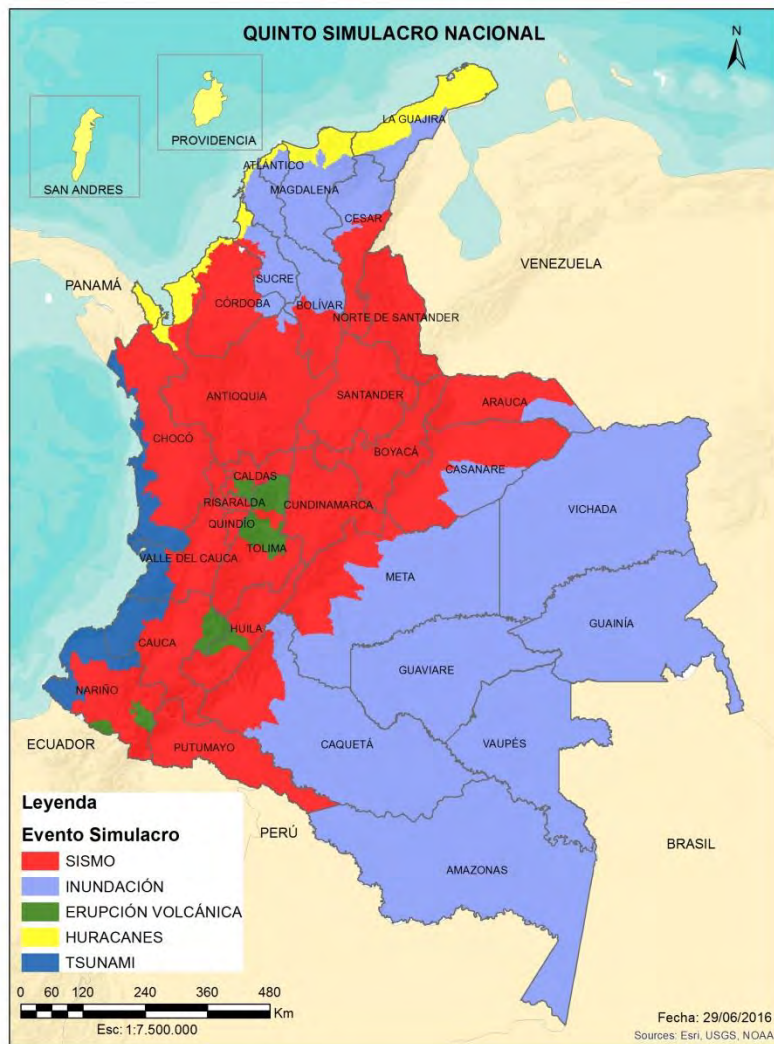 QUINTO SIMULACRO NACIONAL
N
PROVIDENCIA
SAN ANDRES
LA GUAJIRA
ATLÁNTICO
MAGDALENA
CESAR
PANAMÁ
VENEZUELA
SUCRE
CÓRDOBA
BOLÍVAR
NORTE DE SANTANDER
ANTIOQUIA
SANTANDER
ARAUCA
CHOCÓ
BOYACÁ
CASANARE
CALDAS
RISARALDA
CUNDINAMARCA
VICHADA
QUINDÍO
TOLIMA
VALLE DEL CAUCA
META
GUAINÍA
CAUCA
HUILA
GUAVIARE
NARIÑO
ECUADOR
PUTUMAYO
CAQUETÁ
VAUPÉS
PERÚ
BRASIL
AMAZONAS
Leyenda
Evento Simulacro
SISMO
INUNDACIÓN
ERUPCIÓN VOLCÁNICA
HURACANES
TSUNAMI
0 30 60 120 240 360 480
Km
Esc: 1:7.500.000
Fecha: 29/06/2016
Sources: Esri, USGS, NOAA